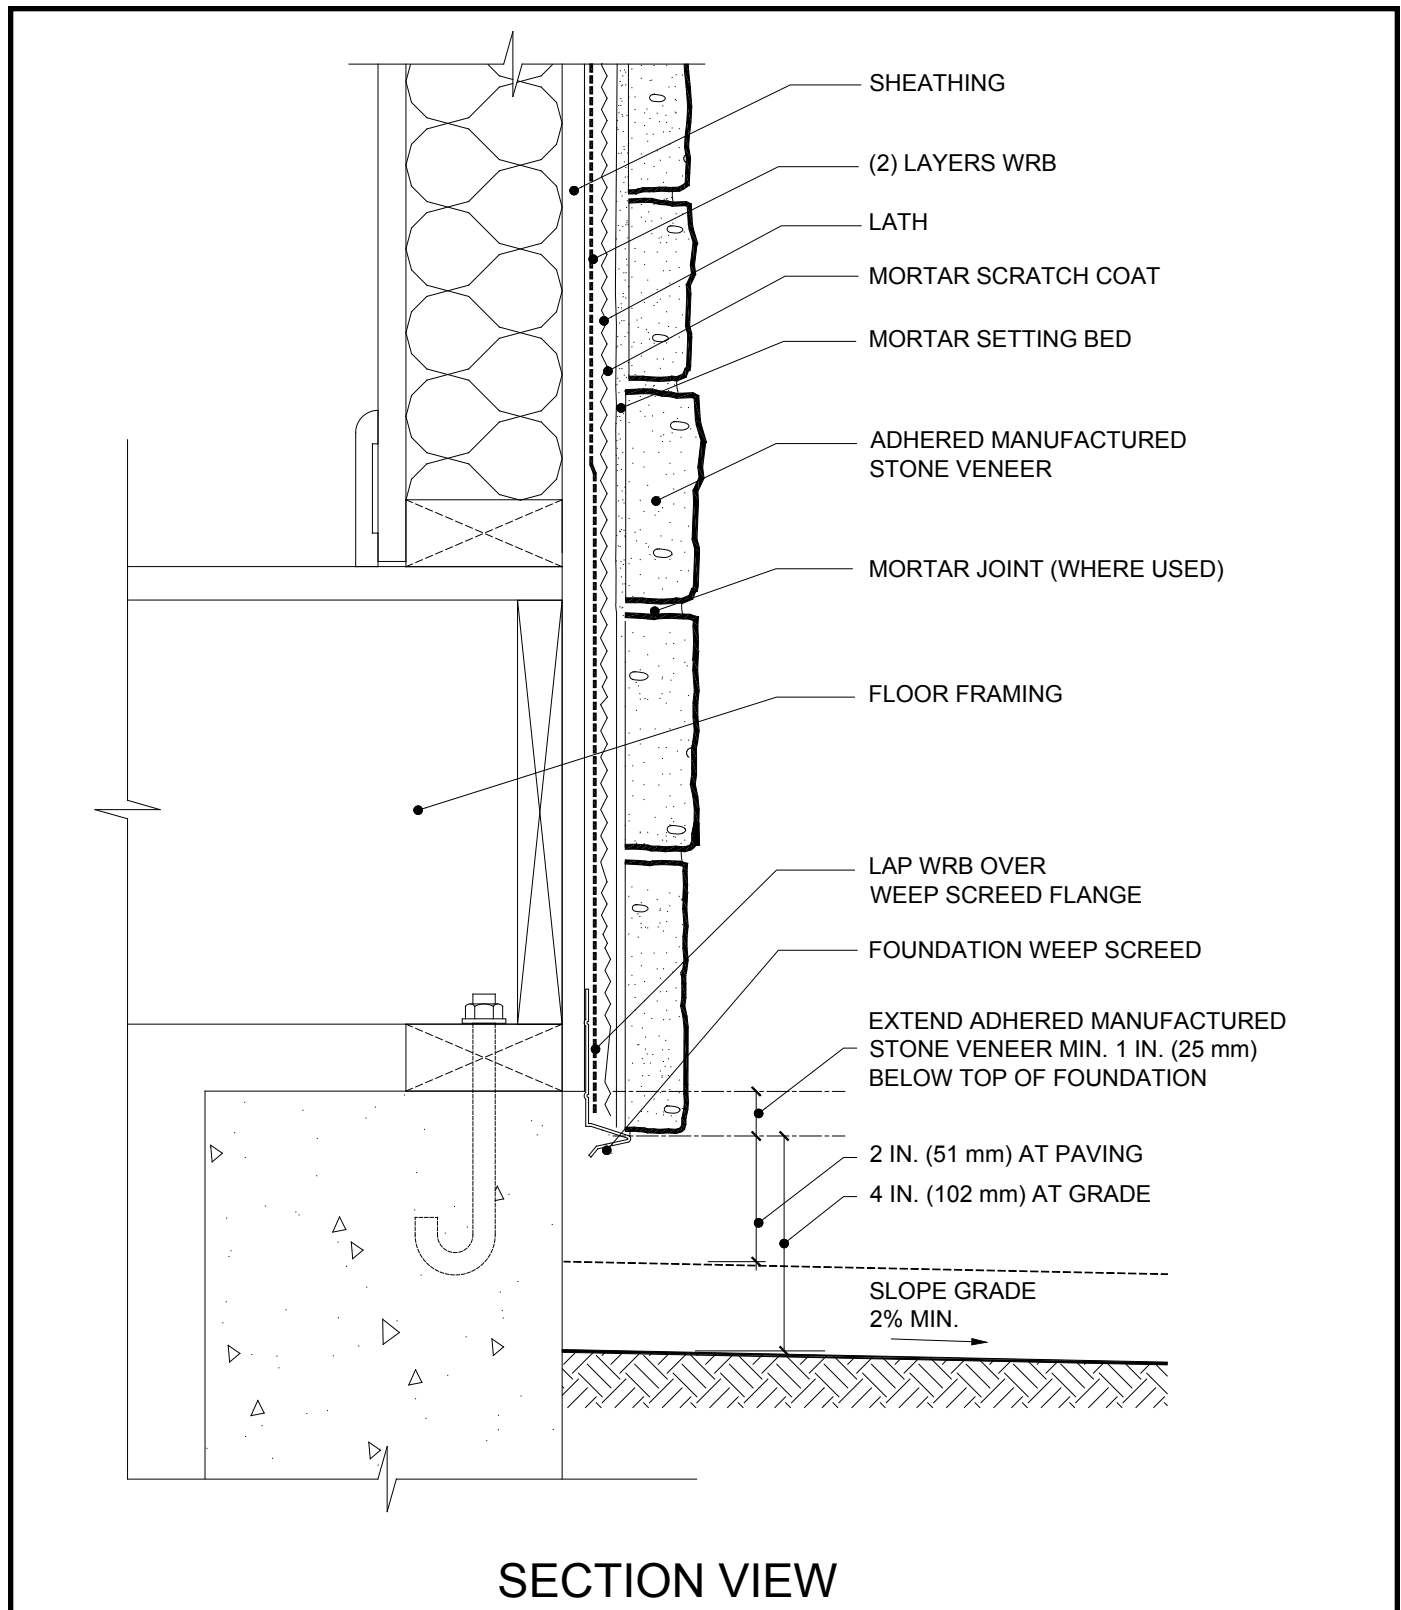 SHEATHING
(2) LAYERS WRB
LATH
MORTAR SCRATCH COAT
MORTAR SETTING BED
ADHERED MANUFACTURED
STONE VENEER
MORTAR JOINT (WHERE USED)
FLOOR FRAMING
LAP WRB OVER
WEEP SCREED FLANGE
FOUNDATION WEEP SCREED
EXTEND ADHERED MANUFACTURED
STONE VENEER MIN. 1 IN. (25 mm)
BELOW TOP OF FOUNDATION
2 IN. (51 mm) AT PAVING
4 IN. (102 mm) AT GRADE
SLOPE GRADE
2% MIN.
SECTION VIEW